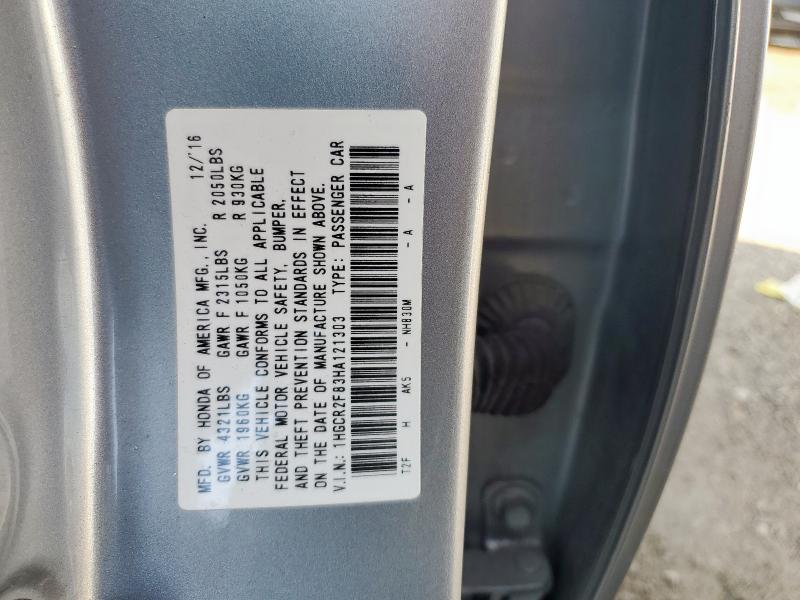 MFD. BY HONDA OF AMERICA MFG., INC. 12/'16
GVWR 4321LBS GAWR F 2315LBS R 2050LBS
GVWR 1960KG GAWR F 1050KG R 930KG
THIS VEHICLE CONFORMS TO ALL APPLICABLE
FEDERAL MOTOR VEHICLE SAFETY, BUMPER,
AND THEFT PREVENTION STANDARDS IN EFFECT
ON THE DATE OF MANUFACTURE SHOWN ABOVE.
V.I.N.: 1HGCR2F83HA121303 TYPE: PASSENGER CAR
T2F H AK5 - NH830M - A - A